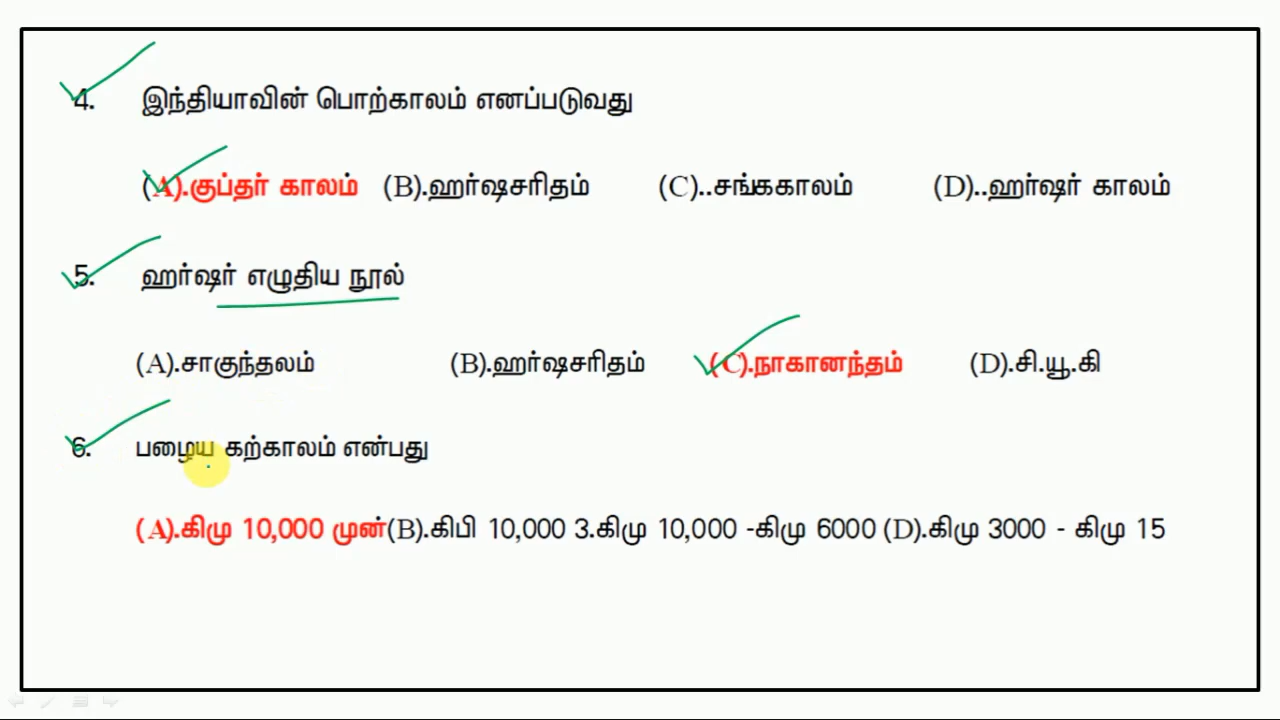 4. இந்தியாவின் பொற்காலம் எனப்படுவது
(A).குப்தர் காலம் (B).ஹர்ஷசரிதம் (C)..சங்ககாலம் (D)..ஹர்ஷர் காலம்
5. ஹர்ஷர் எழுதிய நூல்
(A).சாகுந்தலம் (B).ஹர்ஷசரிதம் (C).நாகானந்தம் (D).சி.யூ.கி
6. பழைய கற்காலம் என்பது
(A).கிமு 10,000 முன்(B).கிபி 10,000 3.கிமு 10,000 -கிமு 6000 (D).கிமு 3000 - கிமு 15